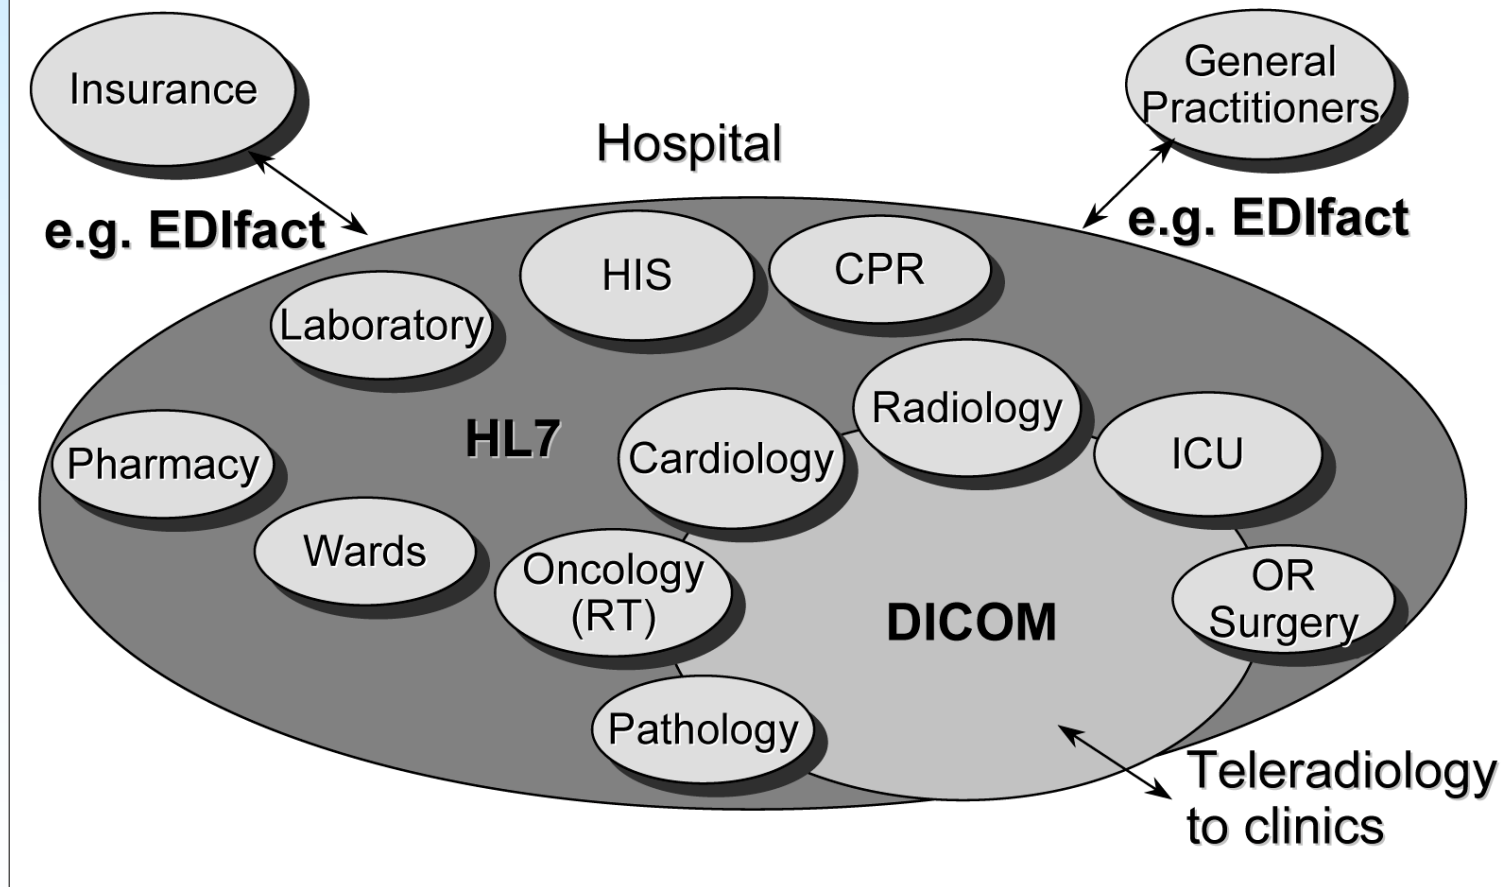 Insurance
General
Practitioners
Hospital
e.g. EDIfact
e.g. EDIfact
HIS
CPR
Laboratory
Radiology
HL7
Cardiology
ICU
Pharmacy
Wards
Oncology
(RT)
OR
Surgery
DICOM
Pathology
Teleradiology
to clinics